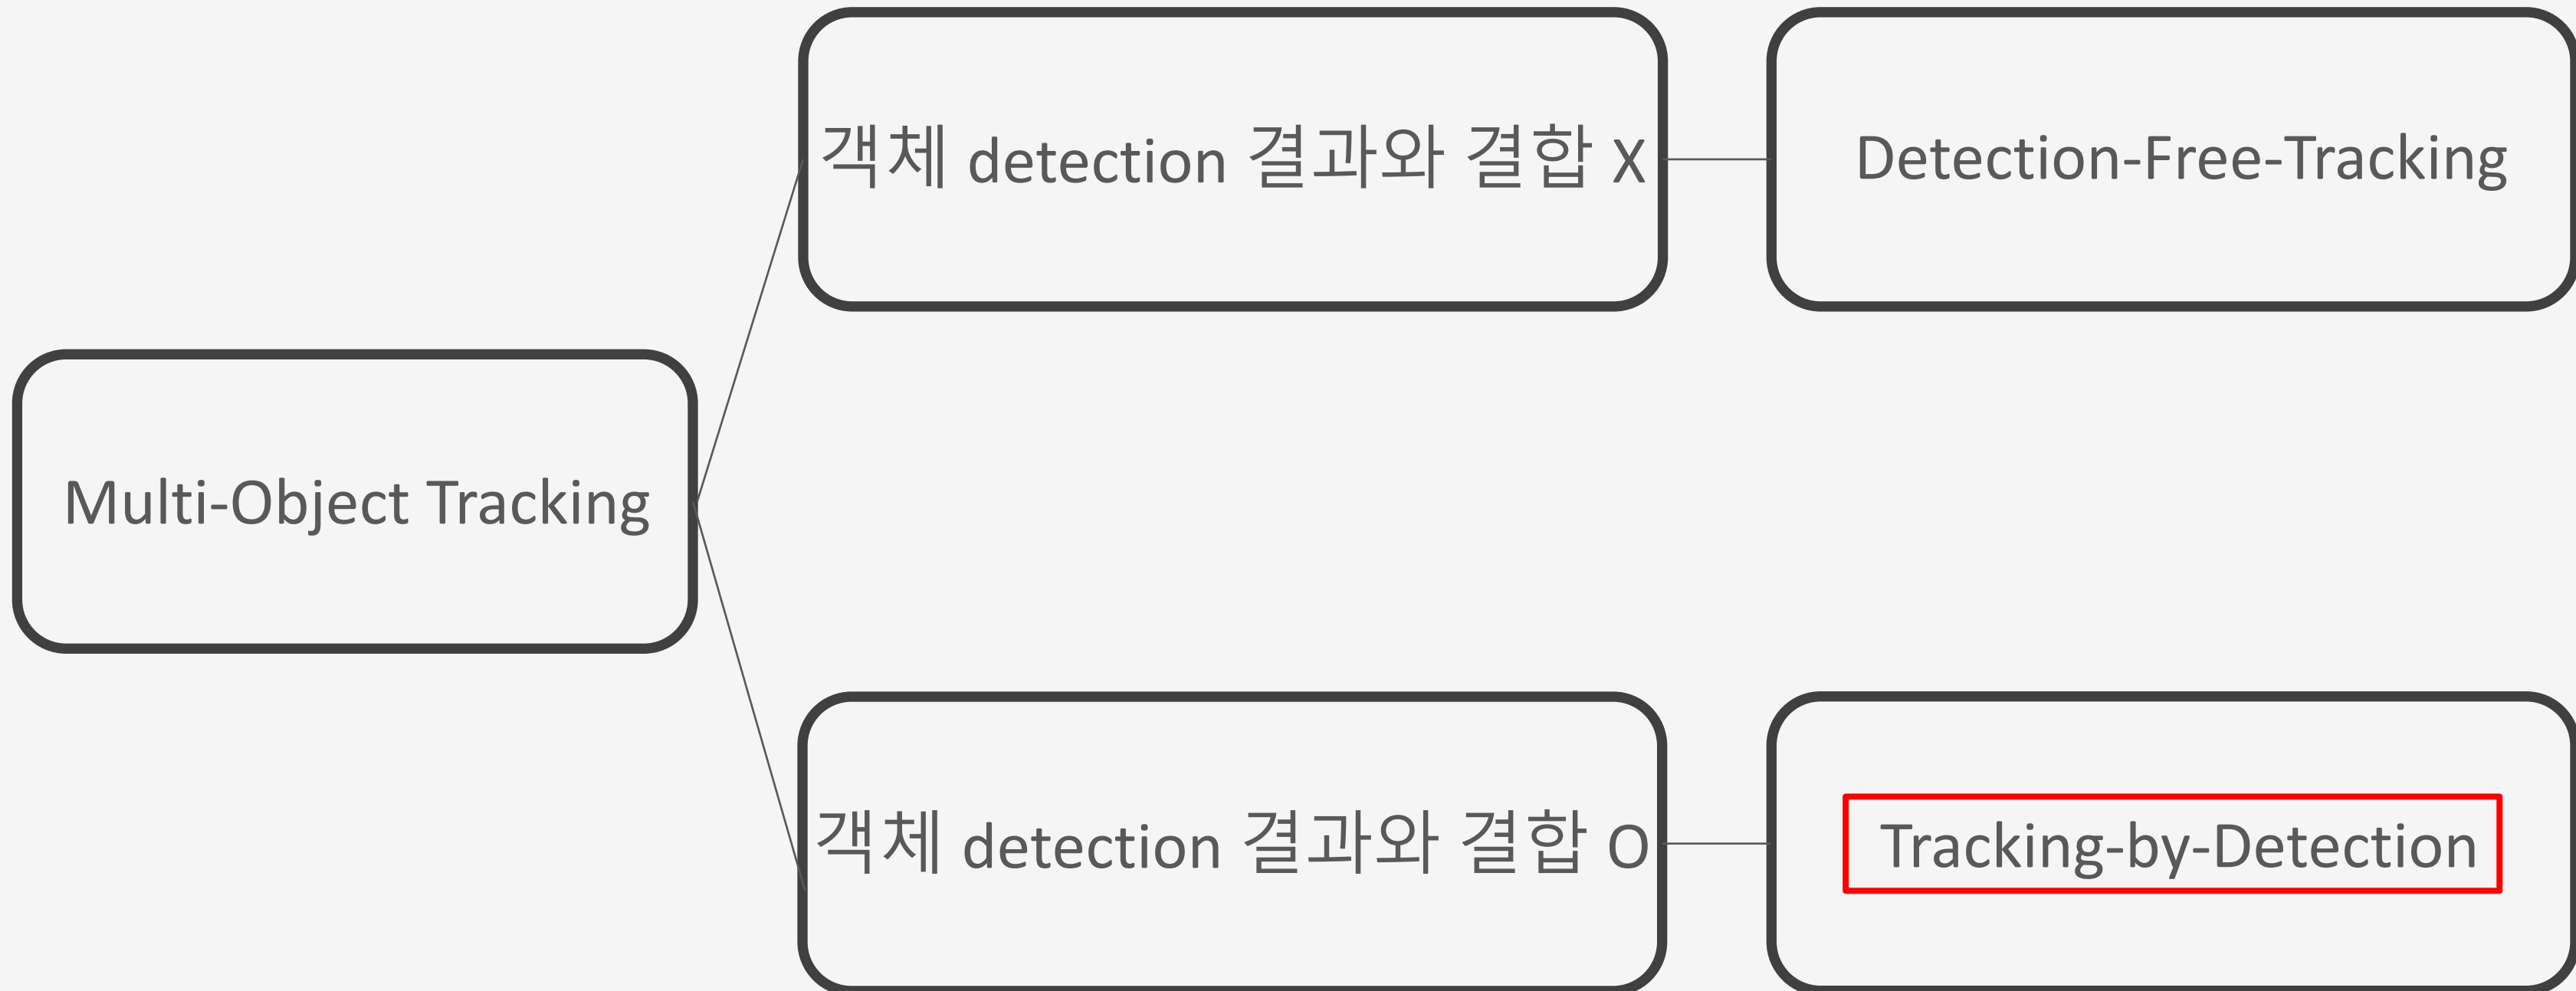 객체 detection 결과와 결합 X
Detection-Free-Tracking
Multi-Object Tracking
객체 detection 결과와 결합 O
Tracking-by-Detection